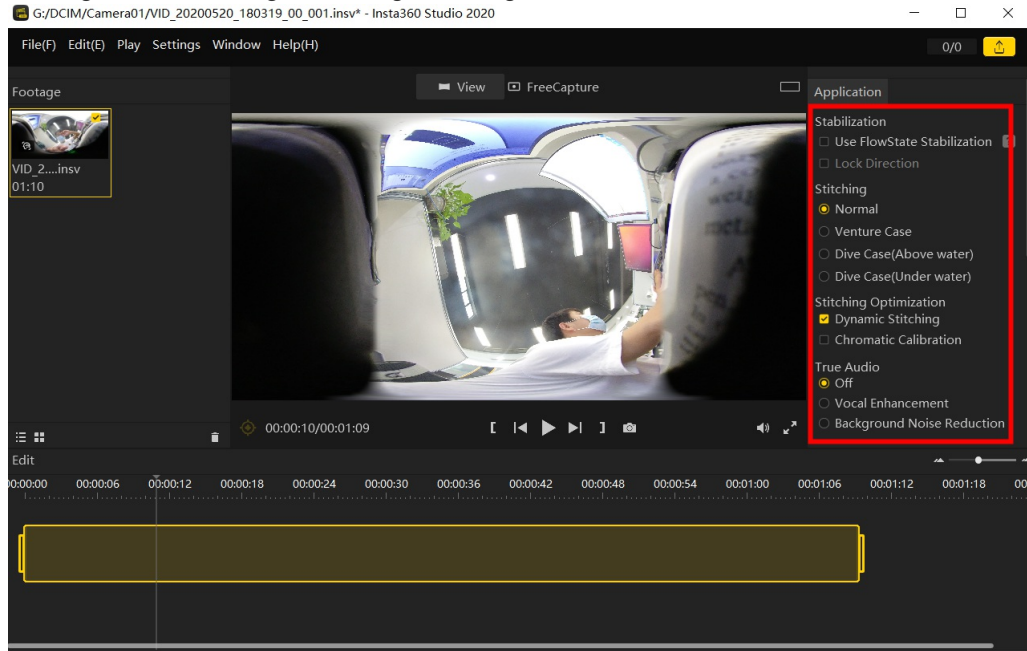 G:/DCIM/Camera01/VID_20200520_180319_00_001.insv* - Insta360 Studio 2020
File(F) Edit(E) Play Settings Window Help(H)
0/0
Footage
View FreeCapture
Application
Stabilization
Use FlowState Stabilization
Lock Direction
VID_2....insv
01:10
Stitching
Normal
Venture Case
Dive Case(Above water)
Dive Case(Under water)
Stitching Optimization
Dynamic Stitching
Chromatic Calibration
True Audio
Off
Vocal Enhancement
Background Noise Reduction
00:00:10/00:01:09
Edit
00:00:00 00:00:06 00:00:12 00:00:18 00:00:24 00:00:30 00:00:36 00:00:42 00:00:48 00:00:54 00:01:00 00:01:06 00:01:12 00:01:18 00